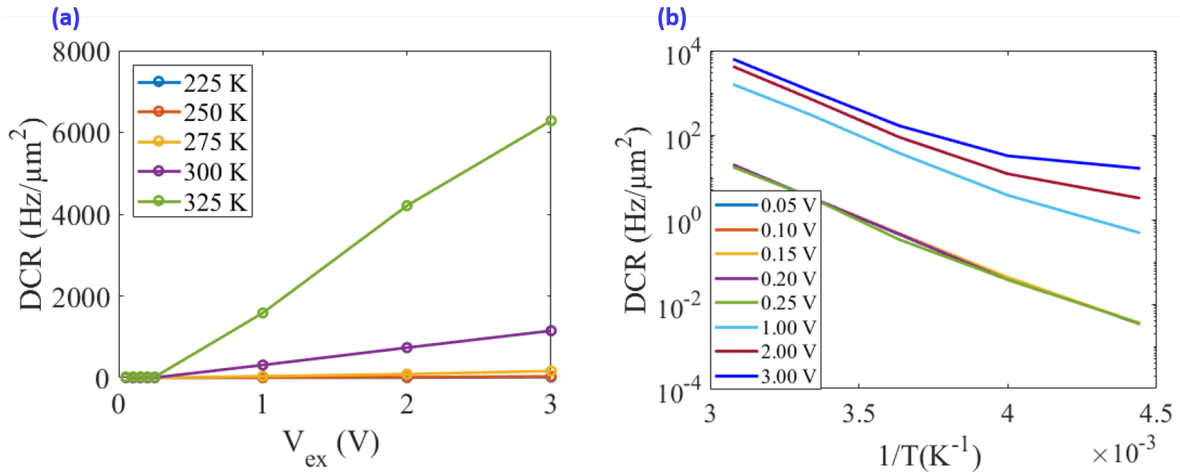 (a)
8000
6000
4000
2000
0
DCR (Hz/μm²)
225 K
250 K
275 K
300 K
325 K
0
1
2
3
V_ex (V)
(b)
10⁴
10²
10⁰
10⁻²
10⁻⁴
DCR (Hz/μm²)
0.05 V
0.10 V
0.15 V
0.20 V
0.25 V
1.00 V
2.00 V
3.00 V
3
3.5
4
4.5
1/T(K⁻¹)
×10⁻³